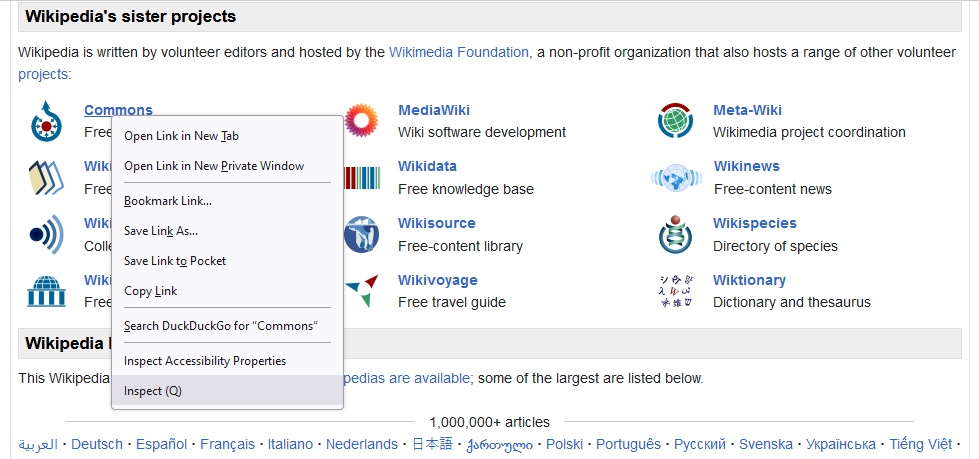 Wikipedia's sister projects
Wikipedia is written by volunteer editors and hosted by the Wikimedia Foundation, a non-profit organization that also hosts a range of other volunteer
projects:
Commons
Free
MediaWiki
Wiki software development
Meta-Wiki
Wikimedia project coordination
Wiki
Free
Wikidata
Free knowledge base
Wikinews
Free-content news
Wiki
Colle
Wikisource
Free-content library
Wikispecies
Directory of species
Wiki
Free
Wikivoyage
Free travel guide
Wiktionary
Dictionary and thesaurus
Open Link in New Tab
Open Link in New Private Window
Bookmark Link...
Save Link As...
Save Link to Pocket
Copy Link
Search DuckDuckGo for “Commons”
Inspect Accessibility Properties
Inspect (Q)
Wikipedia
This Wikipedia pedias are available; some of the largest are listed below.
1,000,000+ articles
العربية · Deutsch · Español · Français · Italiano · Nederlands · 日本語 · ქართული · Polski · Português · Русский · Svenska · Українська · Tiếng Việt ·